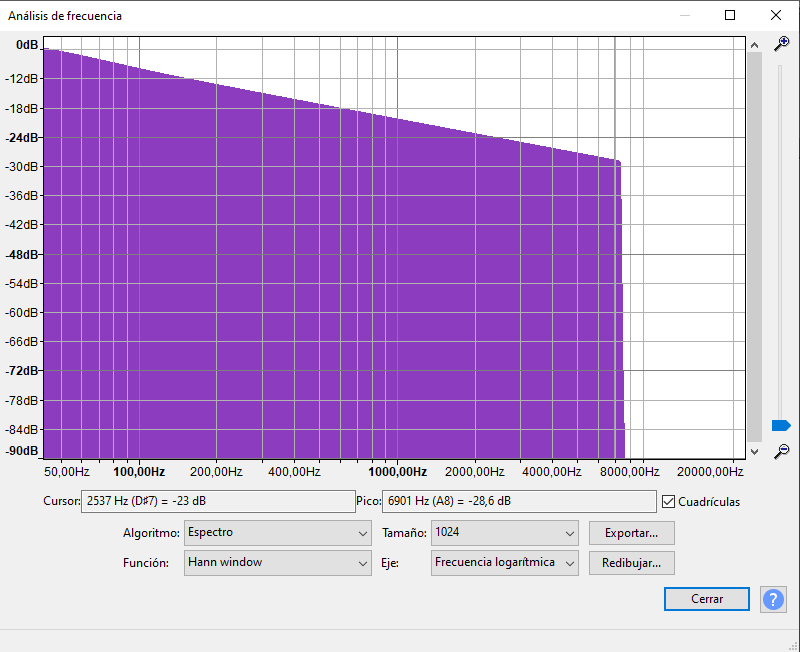 Análisis de frecuencia
0dB
-12dB
-18dB
-24dB
-30dB
-36dB
-42dB
-48dB
-54dB
-60dB
-66dB
-72dB
-78dB
-84dB
-90dB
50,00Hz 100,00Hz 200,00Hz 400,00Hz 1000,00Hz 2000,00Hz 4000,00Hz 8000,00Hz 20000,00Hz
Cursor: 2537 Hz (D♯7) = -23 dB Pico: 6901 Hz (A8) = -28,6 dB Cuadrículas
Algoritmo: Espectro Tamaño: 1024 Exportar...
Función: Hann window Eje: Frecuencia logarítmica Redibujar...
Cerrar ?